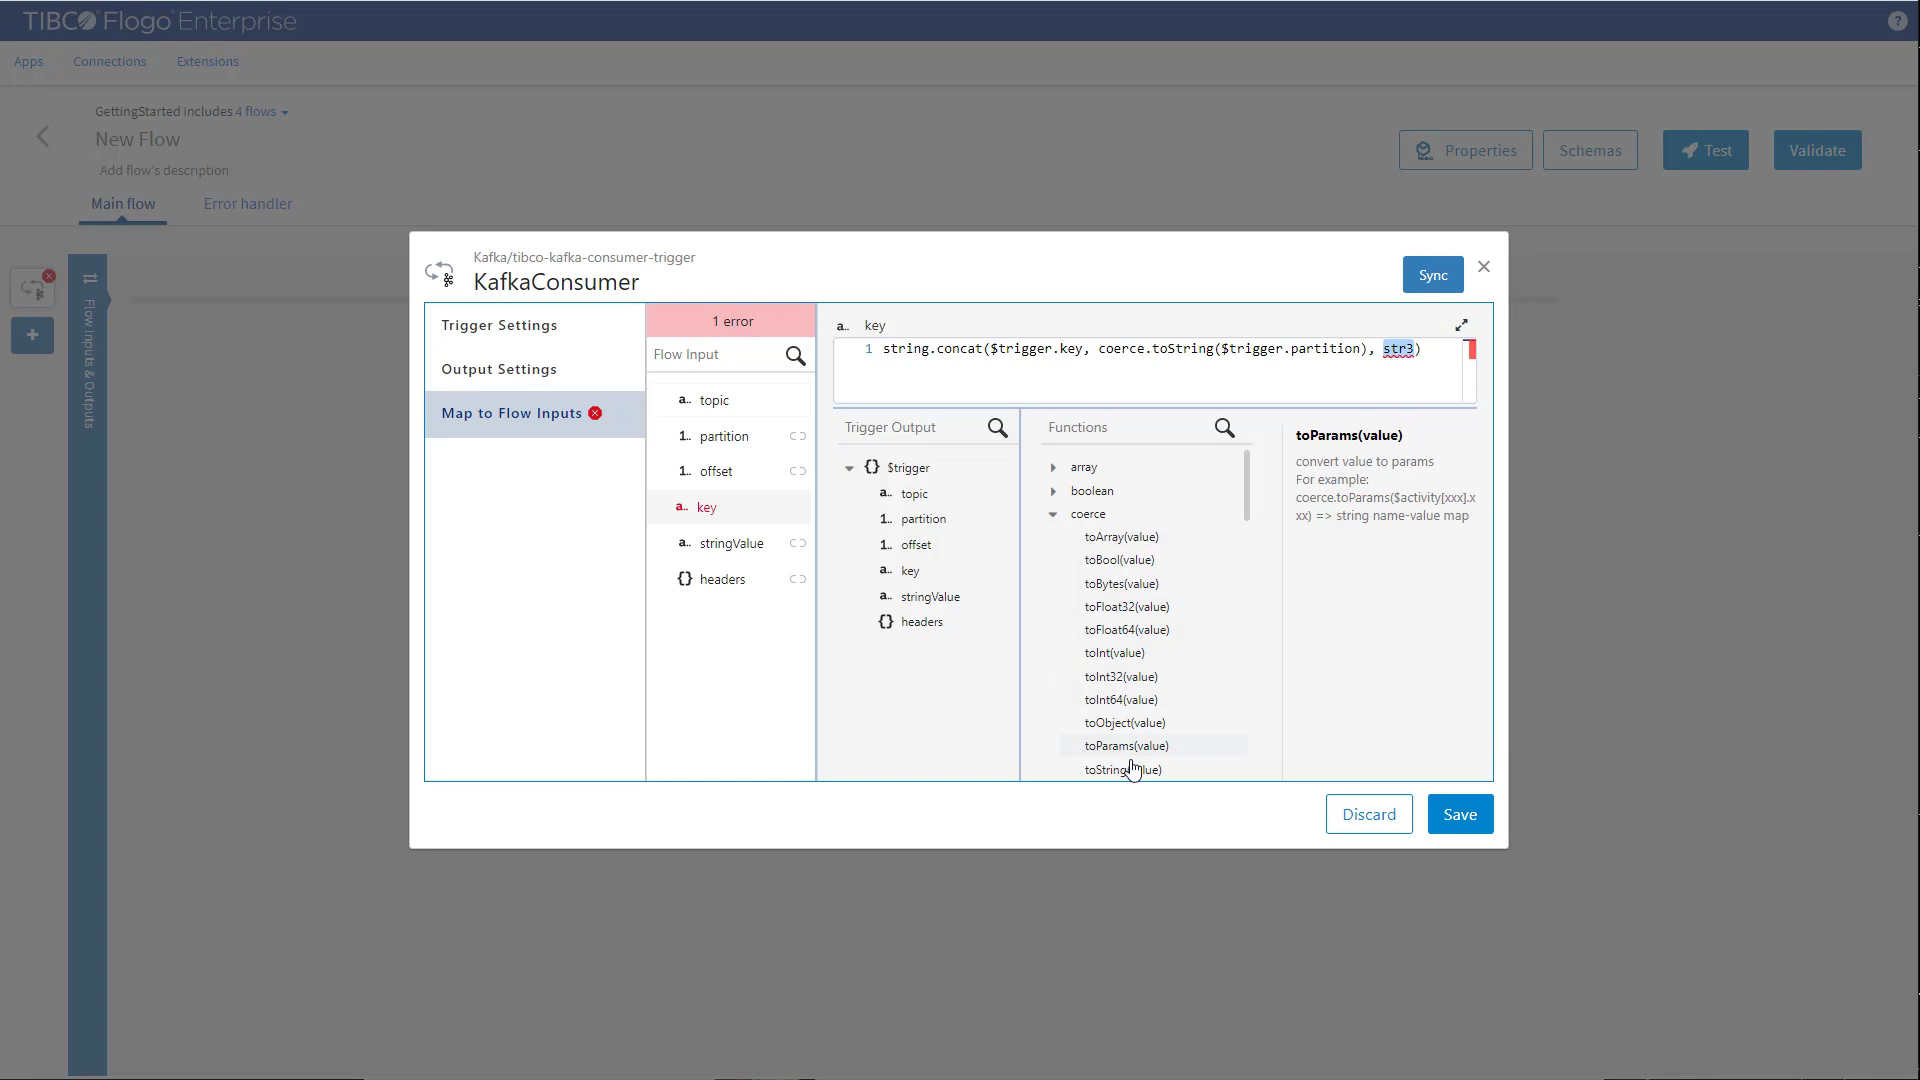 TIBCO Flogo® Enterprise
?
Apps
Connections
Extensions
GettingStarted includes 4 flows
New Flow
Add flow's description
Properties
Schemas
Test
Validate
Main flow
Error handler
Flow Inputs & Outputs
Kafka/tibco-kafka-consumer-trigger
KafkaConsumer
Sync
Trigger Settings
Output Settings
Map to Flow Inputs
1 error
Flow Input
a.. topic
1.. partition
1.. offset
a.. key
a.. stringValue
{} headers
a.. key
1 string.concat($trigger.key, coerce.toString($trigger.partition), str3)
Trigger Output
{} $trigger
a.. topic
1.. partition
1.. offset
a.. key
a.. stringValue
{} headers
Functions
array
boolean
coerce
toArray(value)
toBool(value)
toBytes(value)
toFloat32(value)
toFloat64(value)
toInt(value)
toInt32(value)
toInt64(value)
toObject(value)
toParams(value)
toString(value)
toParams(value)
convert value to params
For example:
coerce.toParams($activity[xxx].x
xx) => string name-value map
Discard
Save